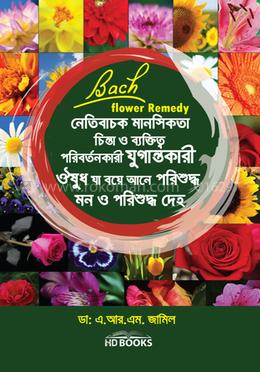 Bach
flower Remedy
নেতিবাচক মানসিকতা
চিন্তা ও ব্যক্তিত্ব
পরিবর্তনকারী যুগান্তকারী
ঔষুধ যা বয়ে আনে পরিশুদ্ধ
মন ও পরিশুদ্ধ দেহ
ডা: এ.আর.এম. জামিল
HD BOOKS